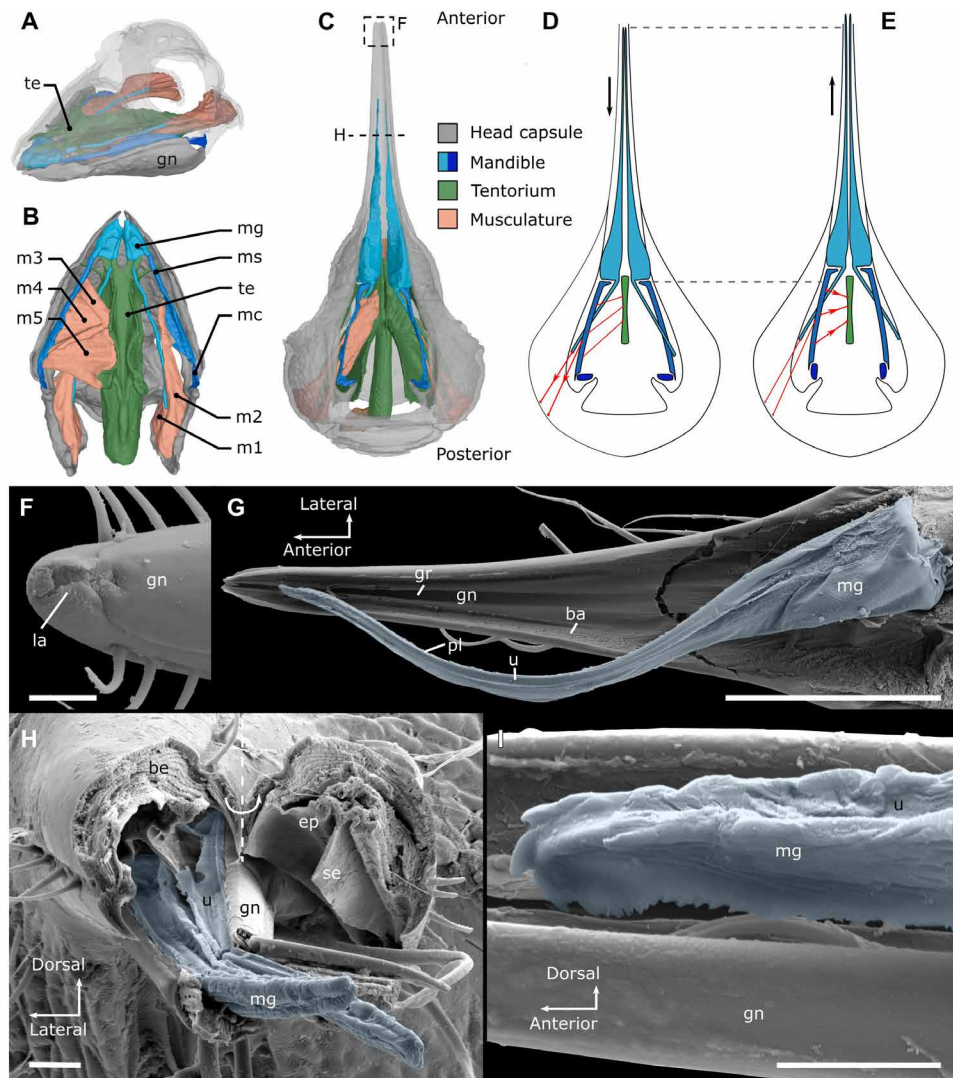 A
te
gn
B
mg
m3
ms
m4
te
m5
mc
m2
m1
C
F
Anterior
H
Head capsule
Mandible
Tentorium
Musculature
Posterior
D
E
F
gn
la
G
Lateral
Anterior
gr
gn
ba
mg
pl
u
H
be
ep
se
u
gn
Dorsal
mg
Lateral
I
u
mg
Dorsal
Anterior
gn